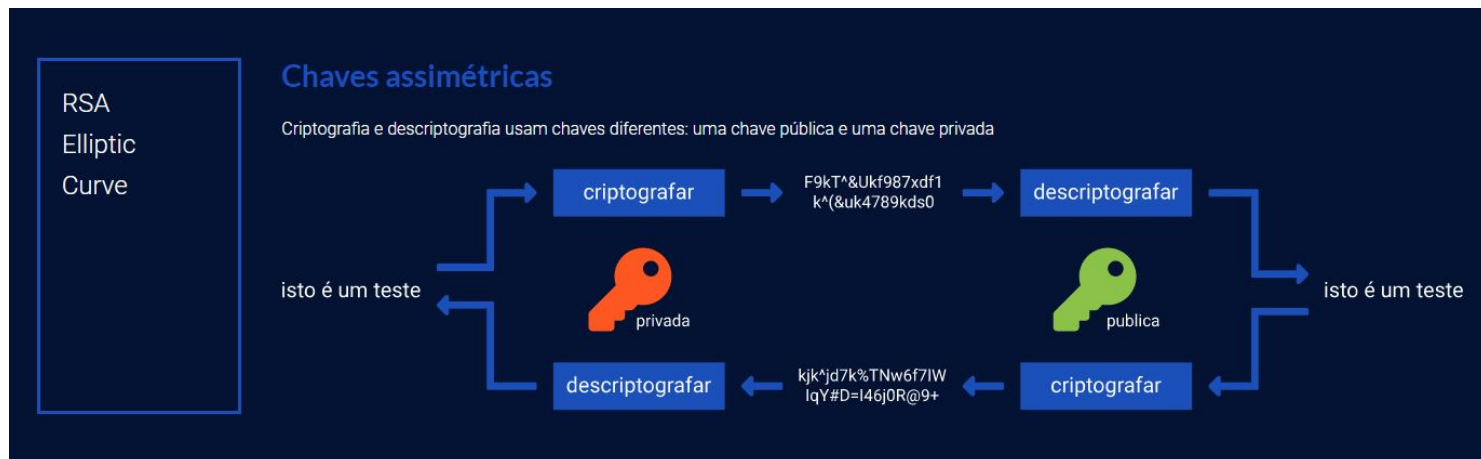 RSA
Elliptic
Curve
Chaves assimétricas
Criptografia e descriptografia usam chaves diferentes: uma chave pública e uma chave privada
criptografar
F9kT^&Ukf987xdf1
k^(&uk4789kds0
descriptografar
isto é um teste
privada
publica
isto é um teste
descriptografar
kjk^jd7k%TNw6f7IW
IqY#D=I46j0R@9+
criptografar